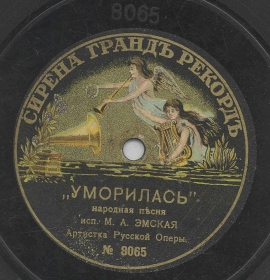 8065
СИРЕНА ГРАНДЪ РЕКОРДЪ
„УМОРИЛАСЬ".
народная пѣсня
исп. М. А. ЭМСКАЯ
Артистка Русской Оперы.
№ 8065